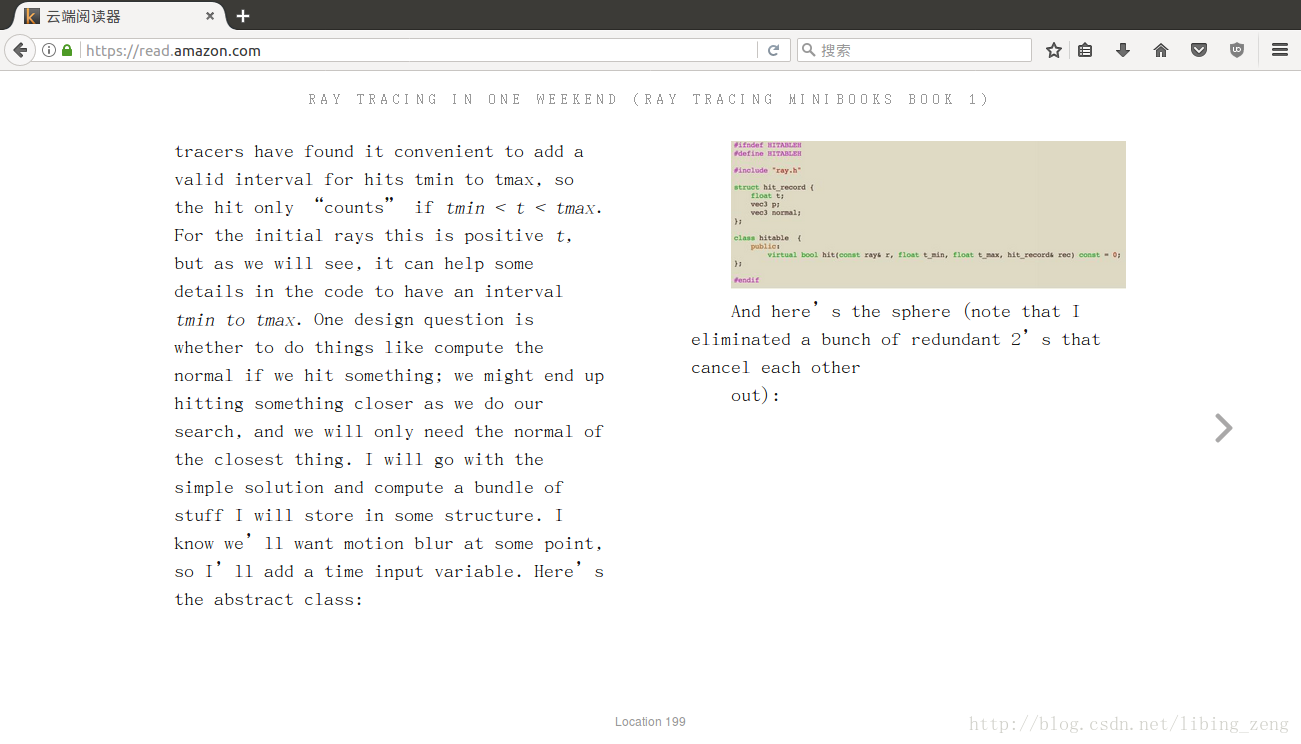 云端阅读器
https://read.amazon.com
搜索
RAY TRACING IN ONE WEEKEND (RAY TRACING MINIBOOKS BOOK 1)
tracers have found it convenient to add a
valid interval for hits tmin to tmax, so
the hit only “counts” if tmin < t < tmax.
For the initial rays this is positive t,
but as we will see, it can help some
details in the code to have an interval
tmin to tmax. One design question is
whether to do things like compute the
normal if we hit something; we might end up
hitting something closer as we do our
search, and we will only need the normal of
the closest thing. I will go with the
simple solution and compute a bundle of
stuff I will store in some structure. I
know we’ll want motion blur at some point,
so I’ll add a time input variable. Here’s
the abstract class:
#ifndef HITABLEH
#define HITABLEH
#include "ray.h"
struct hit_record {
float t;
vec3 p;
vec3 normal;
};
class hitable {
public:
virtual bool hit(const ray& r, float t_min, float t_max, hit_record& rec) const = 0;
};
#endif
And here’s the sphere (note that I
eliminated a bunch of redundant 2’s that
cancel each other
out):
Location 199
http://blog.csdn.net/libing_zeng